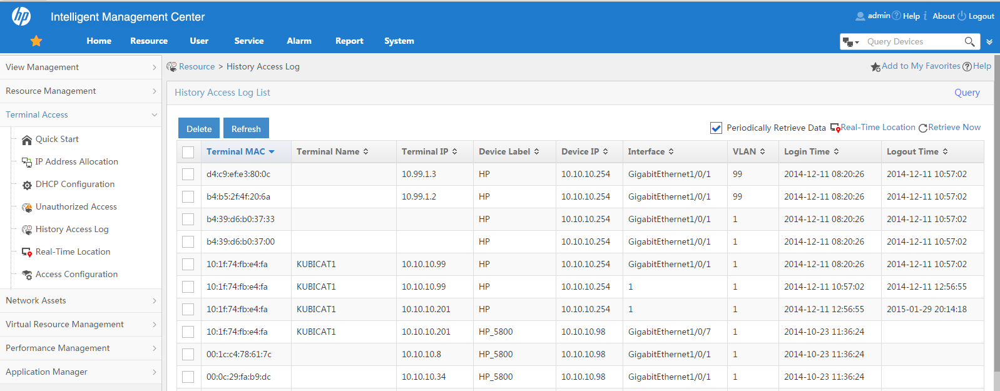 hp Intelligent Management Center
admin Help About Logout
Home Resource User Service Alarm Report System
Query Devices
View Management
Resource Management
Terminal Access
Quick Start
IP Address Allocation
DHCP Configuration
Unauthorized Access
History Access Log
Real-Time Location
Access Configuration
Network Assets
Virtual Resource Management
Performance Management
Application Manager
Resource > History Access Log
Add to My Favorites Help
History Access Log List Query
Delete Refresh Periodically Retrieve Data Real-Time Location Retrieve Now
Terminal MAC Terminal Name Terminal IP Device Label Device IP Interface VLAN Login Time Logout Time
d4:c9:ef:e3:80:0c 10.99.1.3 HP 10.10.10.254 GigabitEthernet1/0/1 99 2014-12-11 08:20:26 2014-12-11 10:57:02
b4:b5:2f:4f:20:6a 10.99.1.2 HP 10.10.10.254 GigabitEthernet1/0/1 99 2014-12-11 08:20:26 2014-12-11 10:57:02
b4:39:d6:b0:37:33 HP 10.10.10.254 GigabitEthernet1/0/1 1 2014-12-11 08:20:26 2014-12-11 10:57:02
b4:39:d6:b0:37:00 HP 10.10.10.254 GigabitEthernet1/0/1 1 2014-12-11 08:20:26 2014-12-11 10:57:02
10:1f:74:fb:e4:fa KUBICAT1 10.10.10.99 HP 10.10.10.254 GigabitEthernet1/0/1 1 2014-12-11 08:20:26 2014-12-11 10:57:02
10:1f:74:fb:e4:fa KUBICAT1 10.10.10.99 HP 10.10.10.254 1 1 2014-12-11 10:57:02 2014-12-11 12:56:55
10:1f:74:fb:e4:fa KUBICAT1 10.10.10.201 HP 10.10.10.254 1 1 2014-12-11 12:56:55 2015-01-29 20:14:18
10:1f:74:fb:e4:fa KUBICAT1 10.10.10.201 HP_5800 10.10.10.98 GigabitEthernet1/0/7 1 2014-10-23 11:36:24
00:1c:c4:78:61:7c 10.10.10.8 HP_5800 10.10.10.98 GigabitEthernet1/0/1 1 2014-10-23 11:36:24
00:0c:29:fa:b9:dc 10.10.10.34 HP_5800 10.10.10.98 GigabitEthernet1/0/1 1 2014-10-23 11:36:24